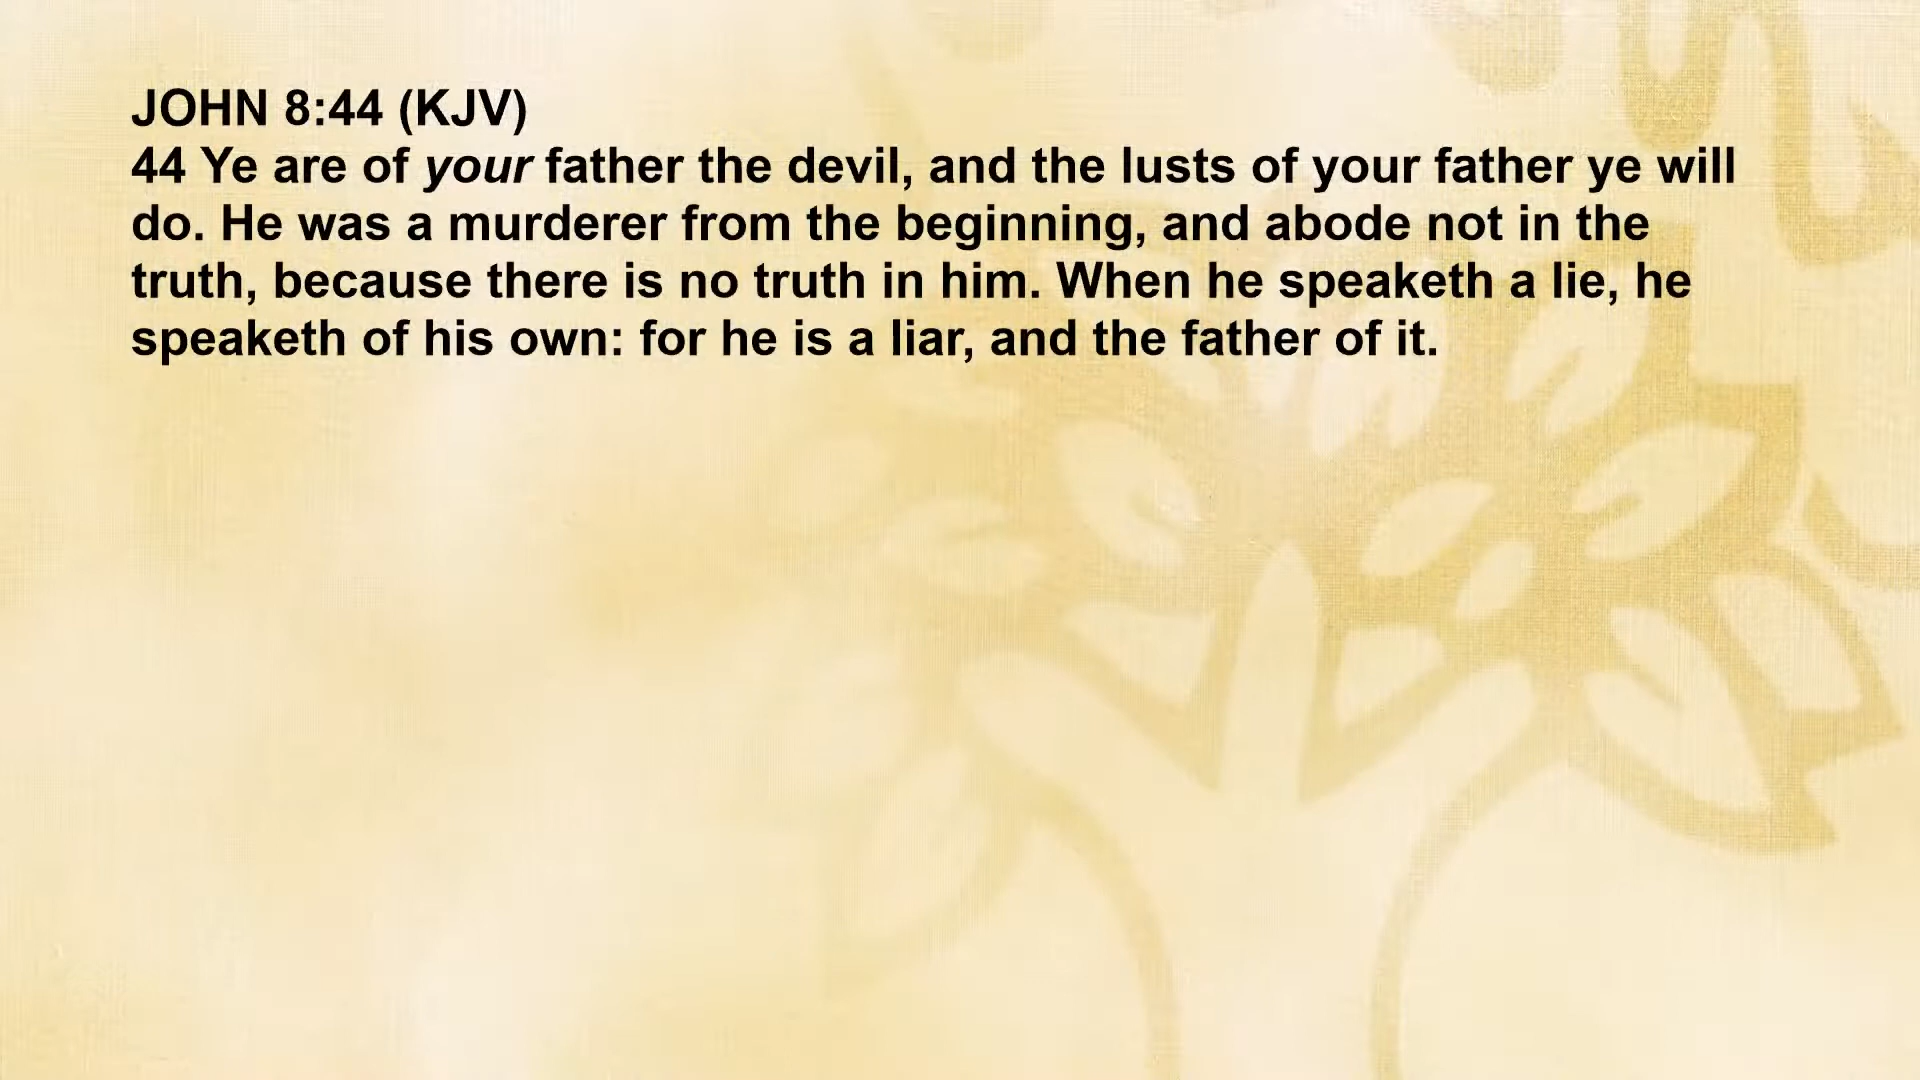 JOHN 8:44 (KJV)
44 Ye are of your father the devil, and the lusts of your father ye will
do. He was a murderer from the beginning, and abode not in the
truth, because there is no truth in him. When he speaketh a lie, he
speaketh of his own: for he is a liar, and the father of it.